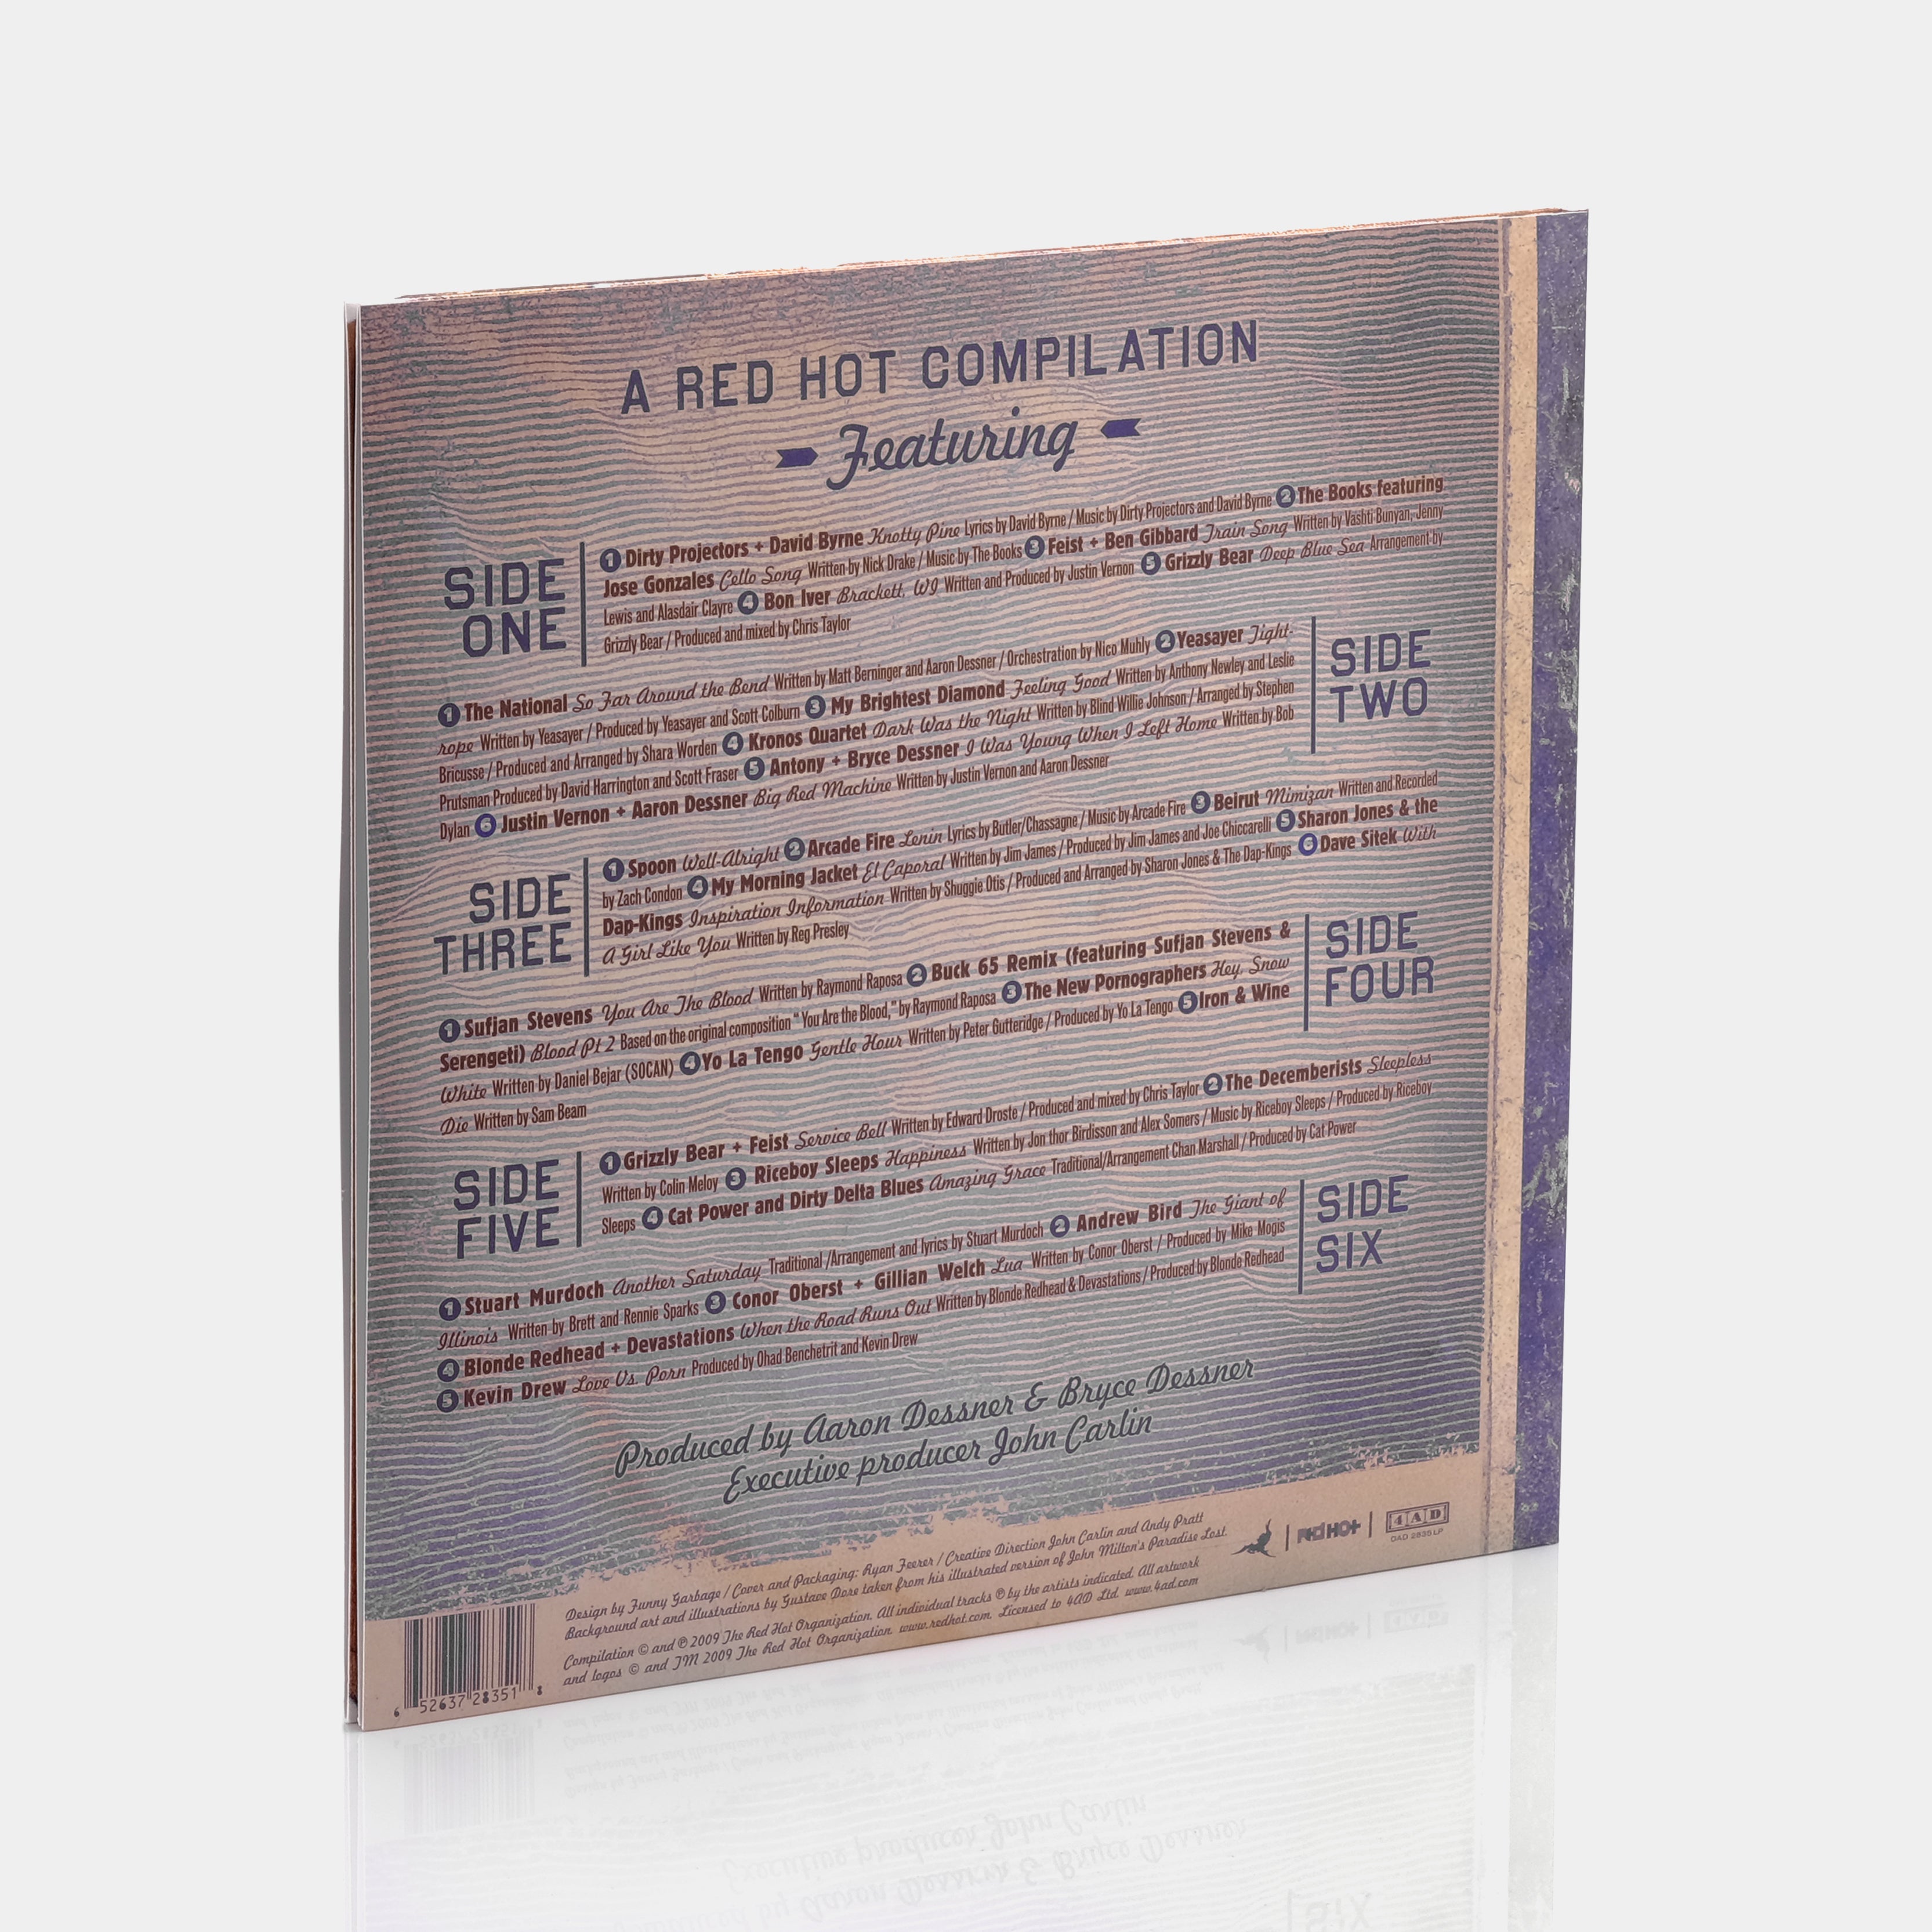 A RED HOT COMPILATION
Featuring
SIDE
ONE
1 Dirty Projectors + David Byrne Knotty Pine Lyrics by David Byrne / Music by Dirty Projectors and David Byrne 2 The Books featuring
Jose Gonzales Cello Song Written by Nick Drake / Music by The Books 3 Feist + Ben Gibbard Train Song Written by Vashti Bunyan, Jenny
Lewis and Alasdair Clayre 4 Bon Iver Brackett, WI Written and Produced by Justin Vernon 5 Grizzly Bear Deep Blue Sea Arrangement by
Grizzly Bear / Produced and mixed by Chris Taylor
SIDE
TWO
1 The National So Far Around the Bend Written by Matt Berninger and Aaron Dessner / Orchestration by Nico Muhly 2 Yeasayer Tight-
rope Written by Yeasayer / Produced by Yeasayer and Scott Colburn 3 My Brightest Diamond Feeling Good Written by Anthony Newley and Leslie
Bricusse / Produced and Arranged by Shara Worden 4 Kronos Quartet Dark Was the Night Written by Blind Willie Johnson / Arranged by Stephen
Prutsman Produced by David Harrington and Scott Fraser 5 Antony + Bryce Dessner I Was Young When I Left Home Written by Bob
Dylan 6 Justin Vernon + Aaron Dessner Big Red Machine Written by Justin Vernon and Aaron Dessner
SIDE
THREE
1 Spoon Well-Alright 2 Arcade Fire Lenin Lyrics by Butler/Chassagne / Music by Arcade Fire 3 Beirut Mimizan Written and Recorded
by Zach Condon 4 My Morning Jacket El Caporal Written by Jim James / Produced by Jim James and Joe Chiccarelli 5 Sharon Jones & the
Dap-Kings Inspiration Information Written by Shuggie Otis / Produced and Arranged by Sharon Jones & The Dap-Kings 6 Dave Sitek With
A Girl Like You Written by Reg Presley
SIDE
FOUR
1 Sufjan Stevens You Are The Blood Written by Raymond Raposa 2 Buck 65 Remix (featuring Sufjan Stevens &
Serengeti) Blood Pt 2 Based on the original composition "You Are the Blood," by Raymond Raposa 3 The New Pornographers Hey, Snow
White Written by Daniel Bejar (SOCAN) 4 Yo La Tengo Gentle Hour Written by Peter Gutteridge / Produced by Yo La Tengo 5 Iron & Wine
Die Written by Sam Beam
SIDE
FIVE
1 Grizzly Bear + Feist Service Bell Written by Edward Droste / Produced and mixed by Chris Taylor 2 The Decemberists Sleepless
Written by Colin Meloy 3 Riceboy Sleeps Happiness Written by Jon thor Birdisson and Alex Somers / Music by Riceboy Sleeps / Produced by Riceboy
Sleeps 4 Cat Power and Dirty Delta Blues Amazing Grace Traditional/Arrangement Chan Marshall / Produced by Cat Power
SIDE
SIX
1 Stuart Murdoch Another Saturday Traditional /Arrangement and lyrics by Stuart Murdoch 2 Andrew Bird The Giant of
Illinois Written by Brett and Rennie Sparks 3 Conor Oberst + Gillian Welch Lua Written by Conor Oberst / Produced by Mike Mogis
4 Blonde Redhead + Devastations When the Road Runs Out Written by Blonde Redhead & Devastations / Produced by Blonde Redhead
5 Kevin Drew Love Vs. Porn Produced by Ohad Benchetrit and Kevin Drew
Produced by Aaron Dessner & Bryce Dessner
Executive producer John Carlin
Design by Funny Garbage / Cover and Packaging: Ryan Feerer / Creative Direction John Carlin and Andy Pratt
Background art and illustrations by Gustave Dore taken from his illustrated version of John Milton's Paradise Lost.
Compilation © and ℗ 2009 The Red Hot Organization. All individual tracks ℗ by the artists indicated. All artwork
and logos © and TM 2009 The Red Hot Organization. www.redhot.com. Licensed to 4AD Ltd. www.4ad.com
Red Hot
4AD
DAD 2835 LP
6 52637 28351 8